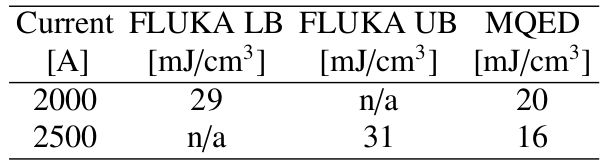 Current FLUKA LB FLUKA UB MQED
[A] [mJ/cm³] [mJ/cm³] [mJ/cm³]
2000 29 n/a 20
2500 n/a 31 16